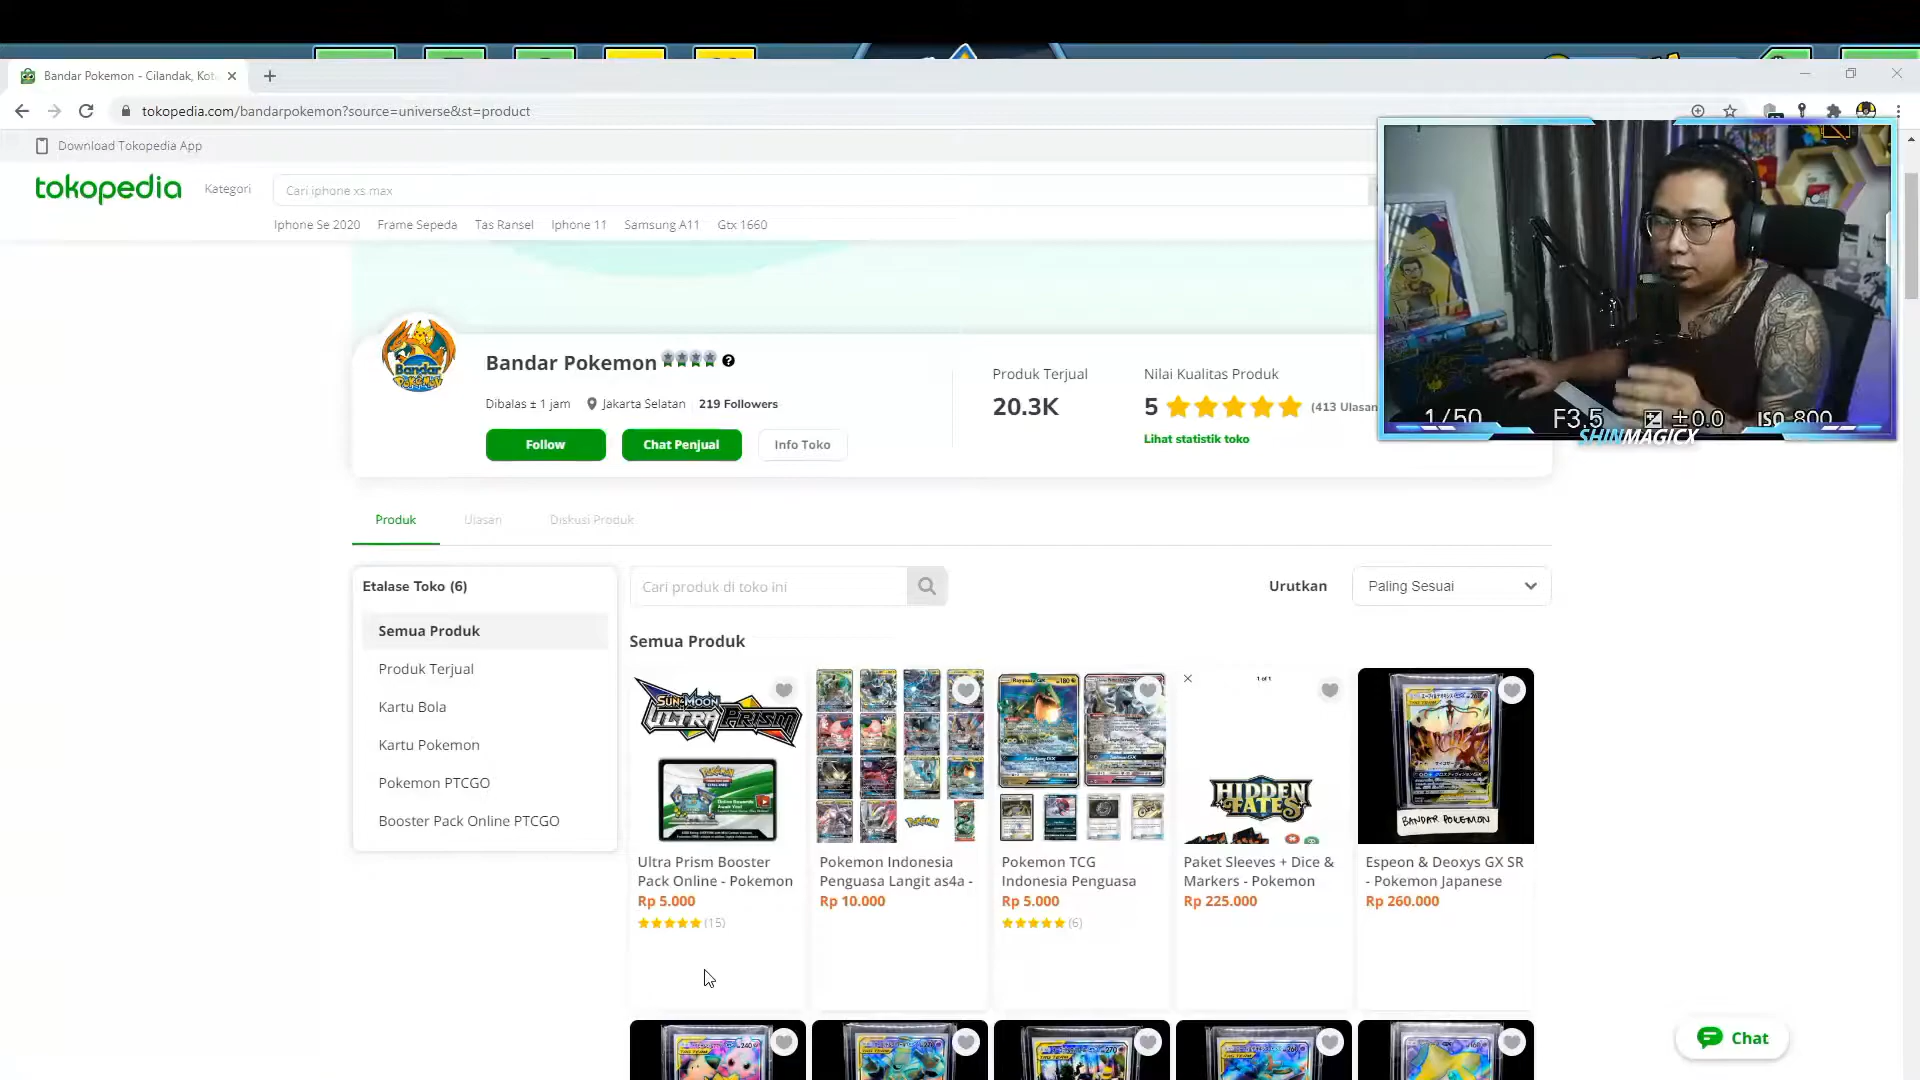 Bandar Pokemon - Cilandak, Kot
tokopedia.com/bandarpokemon?source=universe&st=product
Download Tokopedia App
tokopedia
Kategori
Cari iphone xs max
Iphone Se 2020 Frame Sepeda Tas Ransel Iphone 11 Samsung A11 Gtx 1660
1/50 F3.5 ±0.0 ISO 800
SHINMAGICX
Bandar Pokemon
Bandar Pokemon
Dibalas ± 1 jam Jakarta Selatan 219 Followers
Follow Chat Penjual Info Toko
Produk Terjual
20.3K
Nilai Kualitas Produk
5 (413 Ulasan
Lihat statistik toko
Produk Ulasan Diskusi Produk
Etalase Toko (6)
Semua Produk
Produk Terjual
Kartu Bola
Kartu Pokemon
Pokemon PTCGO
Booster Pack Online PTCGO
Cari produk di toko ini
Urutkan
Paling Sesuai
Semua Produk
SUN & MOON
ULTRA PRISM
Ultra Prism Booster
Pack Online - Pokemon
Rp 5.000
(15)
Pokemon
Pokemon Indonesia
Penguasa Langit as4a -
Rp 10.000
Pokemon TCG
Indonesia Penguasa
Rp 5.000
(6)
1 of 1
HIDDEN
FATES
Paket Sleeves + Dice &
Markers - Pokemon
Rp 225.000
BANDAR POKEMON
Espeon & Deoxys GX SR
- Pokemon Japanese
Rp 260.000
Chat